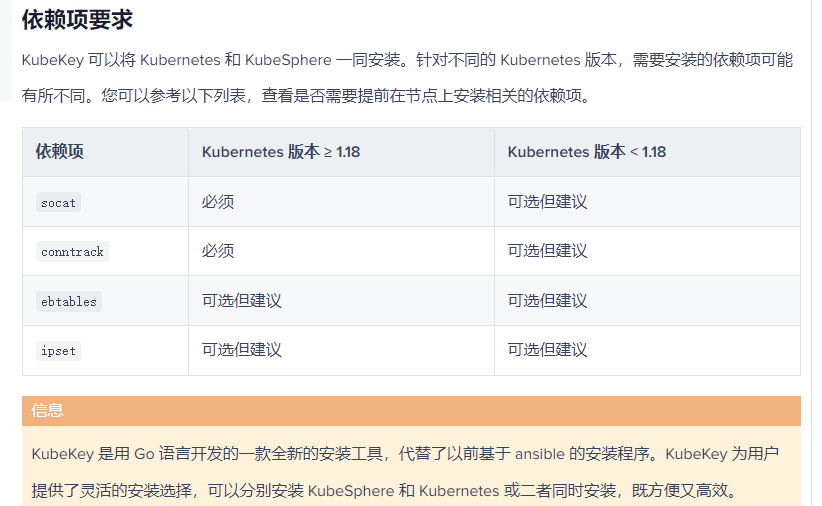 依赖项要求
KubeKey 可以将 Kubernetes 和 KubeSphere 一同安装。针对不同的 Kubernetes 版本，需要安装的依赖项可能
有所不同。您可以参考以下列表，查看是否需要提前在节点上安装相关的依赖项。
依赖项 Kubernetes 版本 ≥ 1.18 Kubernetes 版本 < 1.18
socat 必须 可选但建议
conntrack 必须 可选但建议
ebtables 可选但建议 可选但建议
ipset 可选但建议 可选但建议
信息
KubeKey 是用 Go 语言开发的一款全新的安装工具，代替了以前基于 ansible 的安装程序。KubeKey 为用户
提供了灵活的安装选择，可以分别安装 KubeSphere 和 Kubernetes 或二者同时安装，既方便又高效。